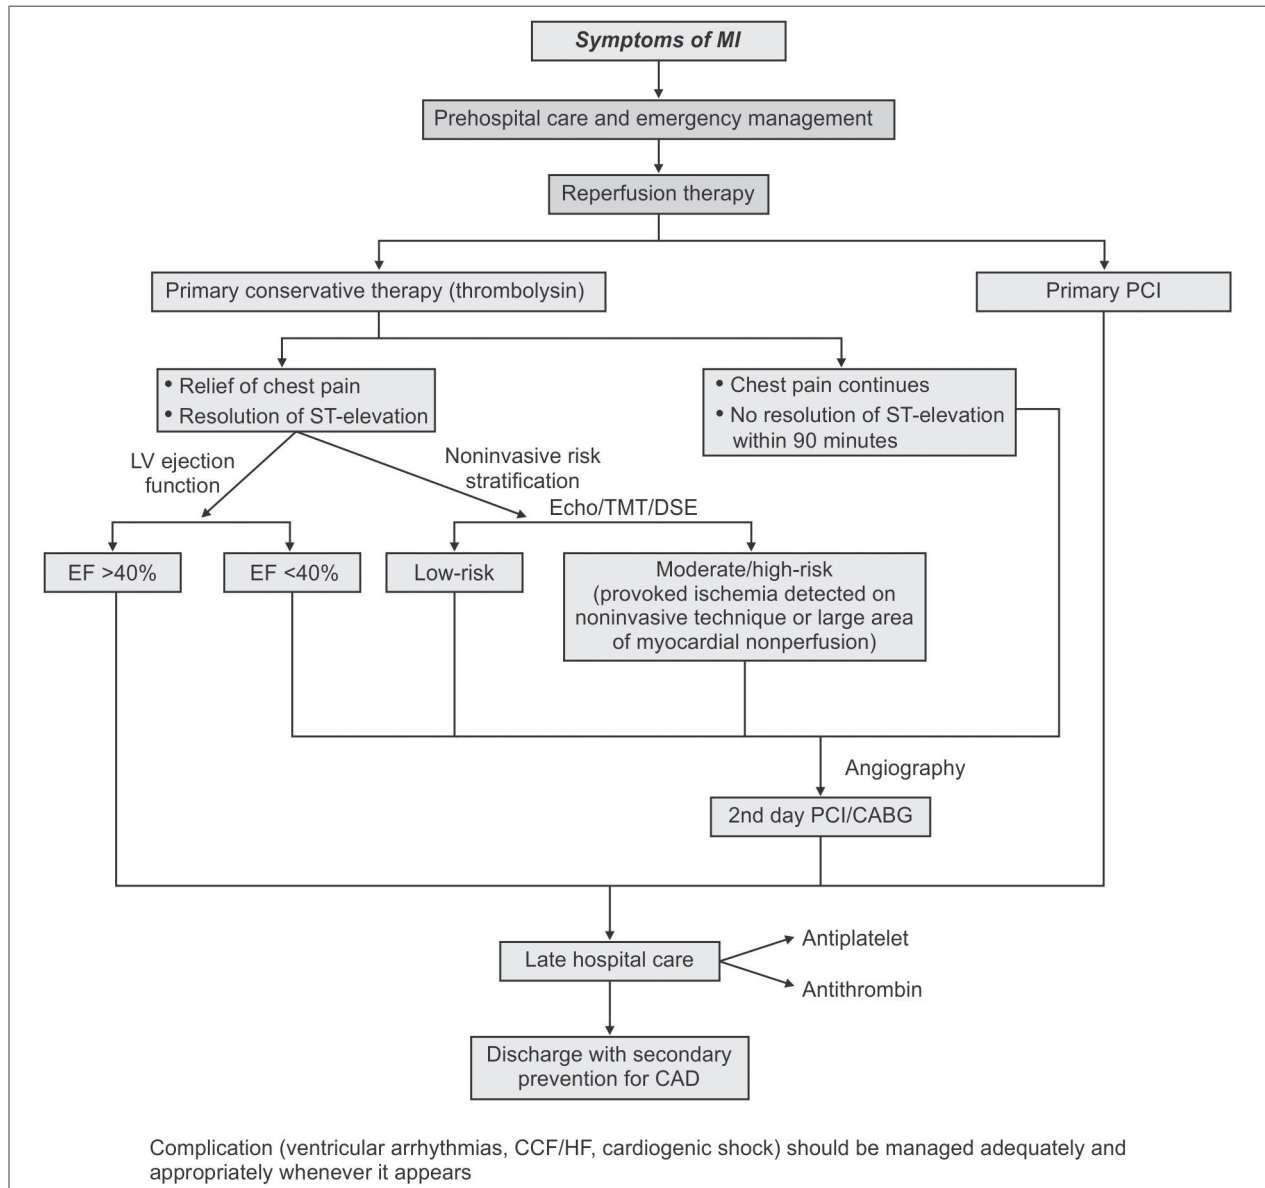 Symptoms of MI
Prehospital care and emergency management
Reperfusion therapy
Primary conservative therapy (thrombolysin)
Primary PCI
• Relief of chest pain
• Resolution of ST-elevation
• Chest pain continues
• No resolution of ST-elevation
within 90 minutes
LV ejection
function
Noninvasive risk
stratification
Echo/TMT/DSE
EF >40%
EF <40%
Low-risk
Moderate/high-risk
(provoked ischemia detected on
noninvasive technique or large area
of myocardial nonperfusion)
Angiography
2nd day PCI/CABG
Late hospital care
Antiplatelet
Antithrombin
Discharge with secondary
prevention for CAD
Complication (ventricular arrhythmias, CCF/HF, cardiogenic shock) should be managed adequately and
appropriately whenever it appears